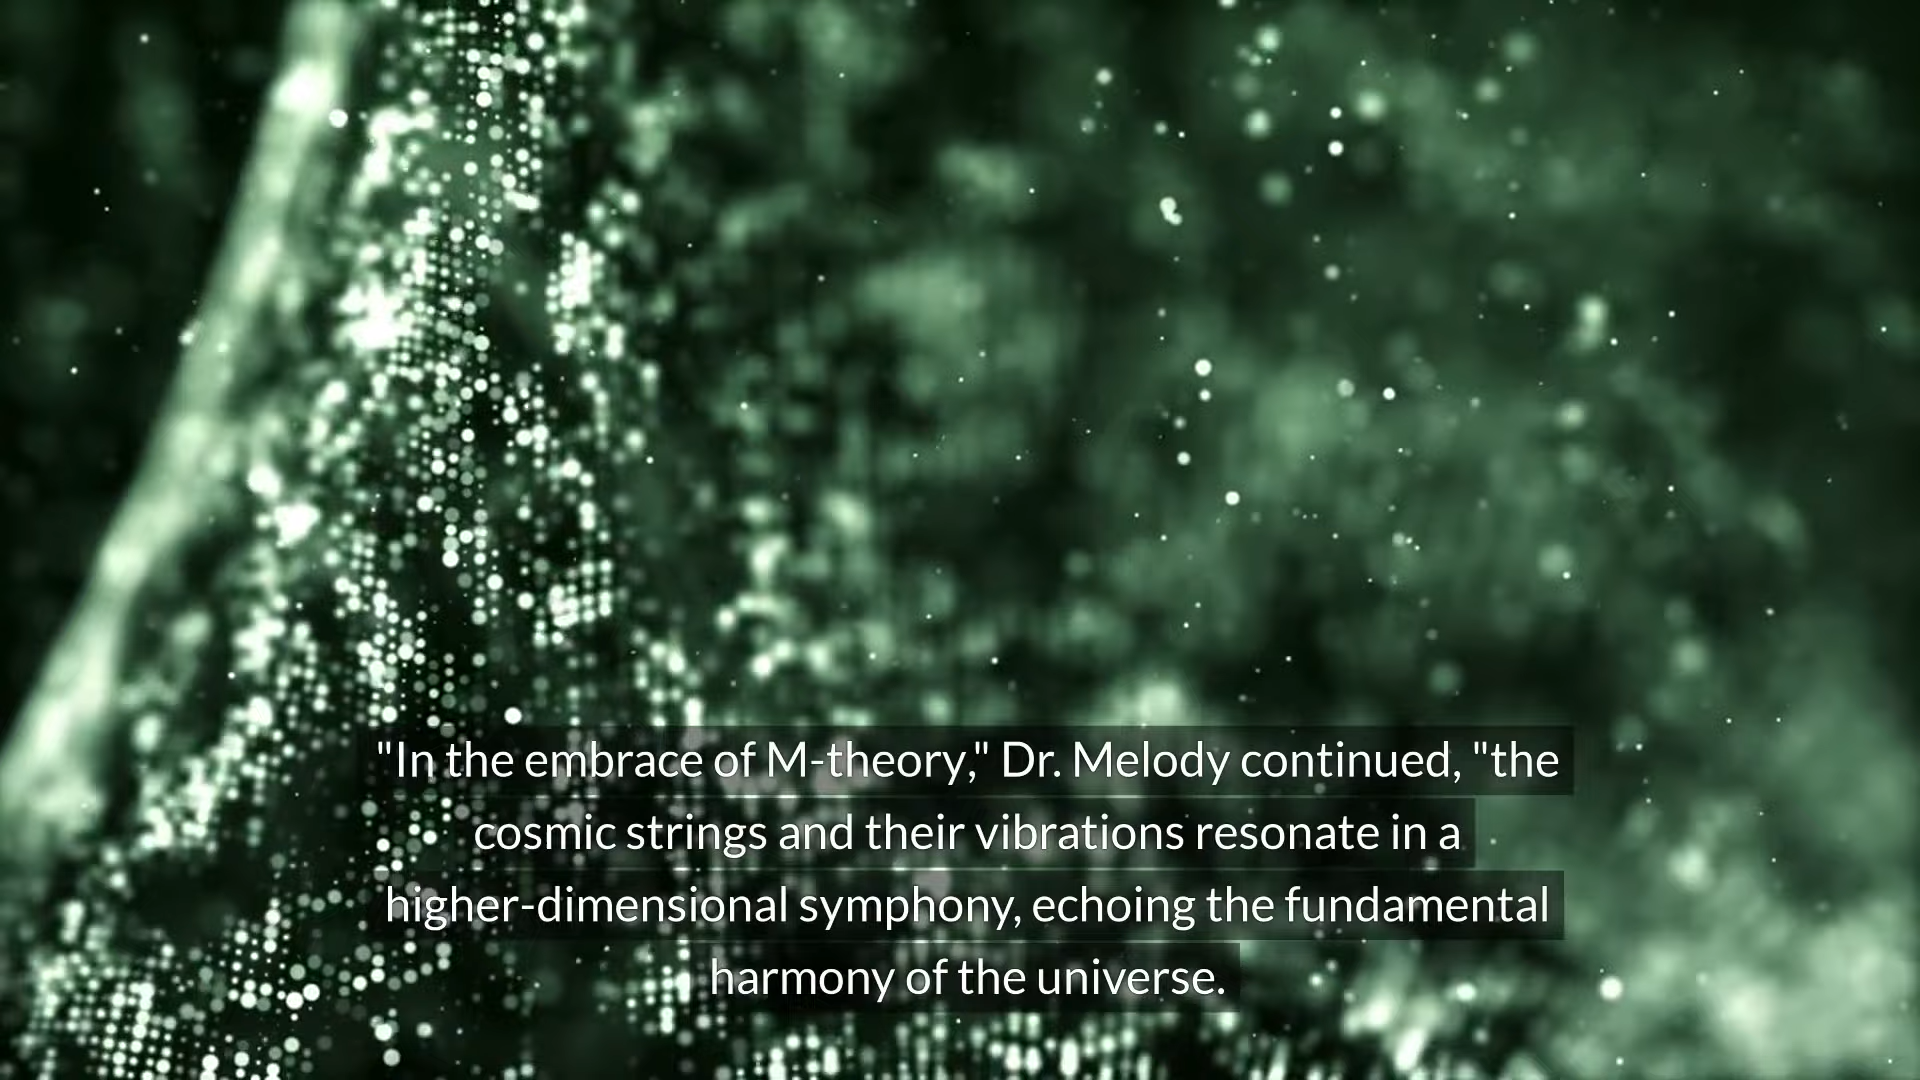 "In the embrace of M-theory," Dr. Melody continued, "the
cosmic strings and their vibrations resonate in a
higher-dimensional symphony, echoing the fundamental
harmony of the universe.